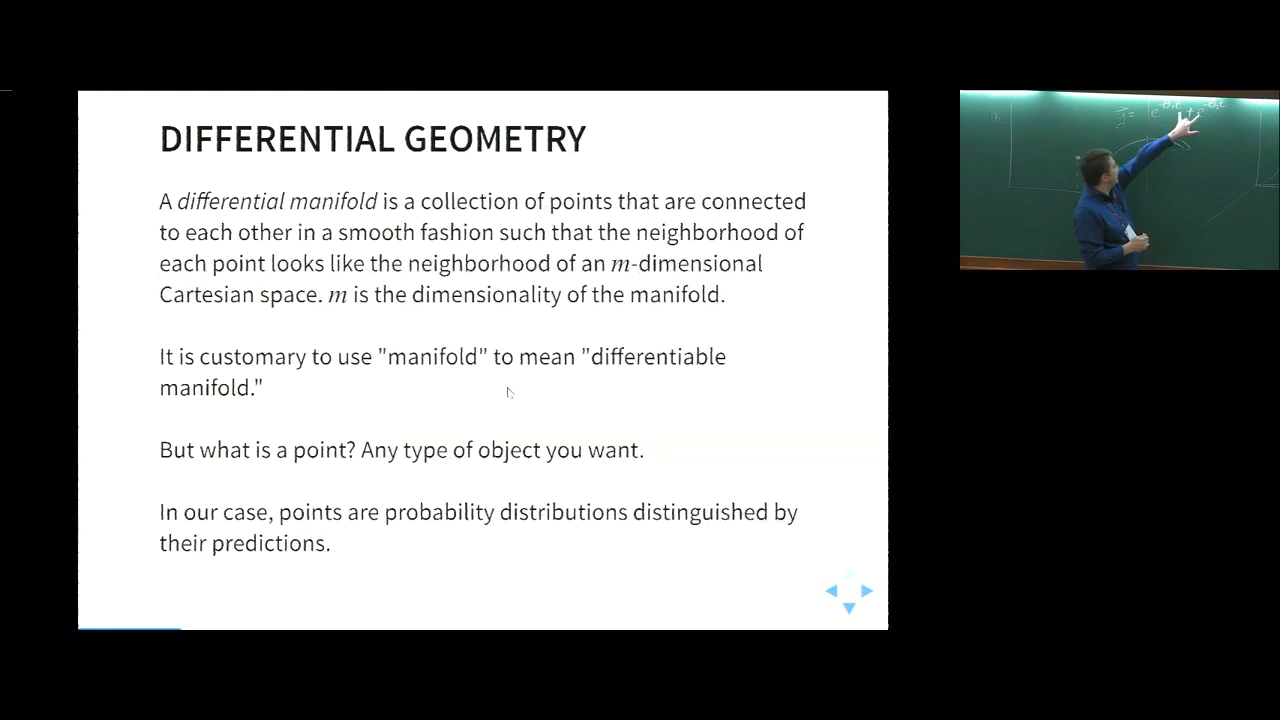 DIFFERENTIAL GEOMETRY
A differential manifold is a collection of points that are connected
to each other in a smooth fashion such that the neighborhood of
each point looks like the neighborhood of an m-dimensional
Cartesian space. m is the dimensionality of the manifold.
It is customary to use "manifold" to mean "differentiable
manifold."
But what is a point? Any type of object you want.
In our case, points are probability distributions distinguished by
their predictions.